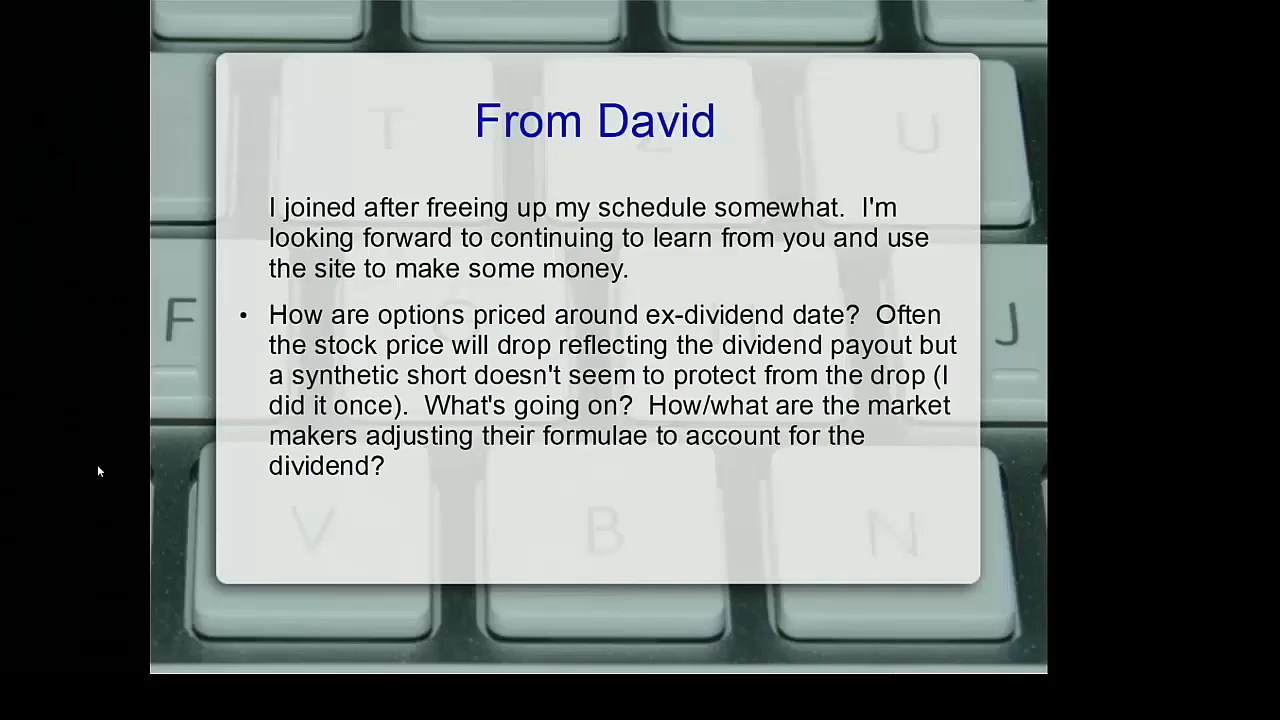 From David
I joined after freeing up my schedule somewhat.  I'm
looking forward to continuing to learn from you and use
the site to make some money.
• How are options priced around ex-dividend date?  Often
the stock price will drop reflecting the dividend payout but
a synthetic short doesn't seem to protect from the drop (I
did it once).  What's going on?  How/what are the market
makers adjusting their formulae to account for the
dividend?
T Z U
F G H J
V B N